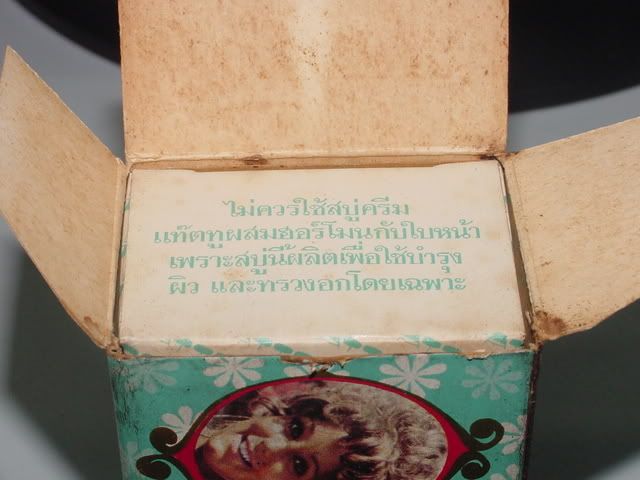 ไม่ควรใช้สบู่ครีม
แท๊ตทูผสมฮอร์โมนกับใบหน้า
เพราะสบู่นี้ผลิตเพื่อใช้บำรุง
ผิว และทรวงอกโดยเฉพาะ